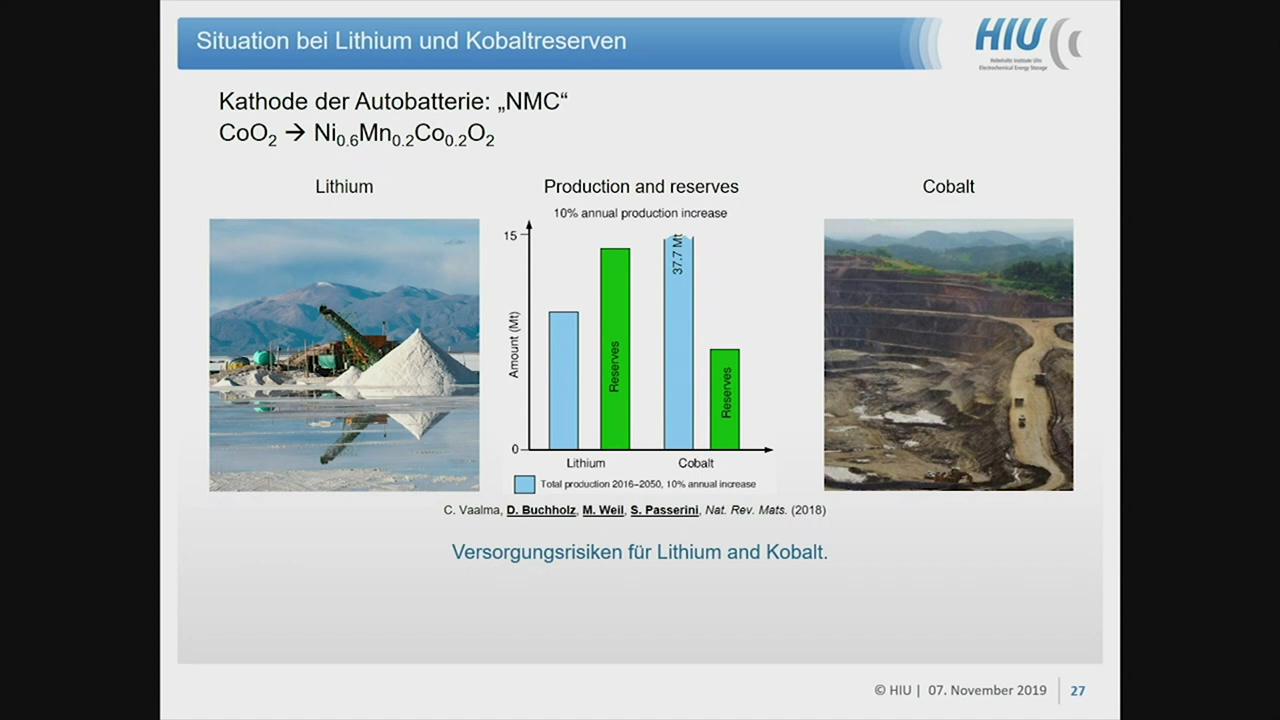 Situation bei Lithium und Kobaltreserven
HIU
Helmholtz Institute Ulm
Electrochemical Energy Storage
Kathode der Autobatterie: „NMC“
CoO₂ → Ni₀.₆Mn₀.₂Co₀.₂O₂
Lithium
Production and reserves
Cobalt
10% annual production increase
15
Amount (Mt)
0
Reserves
37.7 Mt
Reserves
Lithium
Cobalt
Total production 2016–2050, 10% annual increase
C. Vaalma, D. Buchholz, M. Weil, S. Passerini, Nat. Rev. Mats. (2018)
Versorgungsrisiken für Lithium and Kobalt.
© HIU | 07. November 2019
27